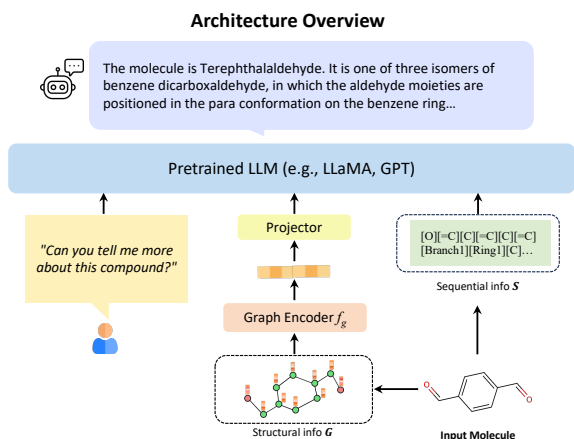 Architecture Overview
The molecule is Terephthalaldehyde. It is one of three isomers of
benzene dicarboxaldehyde, in which the aldehyde moieties are
positioned in the para conformation on the benzene ring…
Pretrained LLM (e.g., LLaMA, GPT)
"Can you tell me more
about this compound?"
Projector
Graph Encoder f_g
Structural info G
[O][=C][C][=C][C][=C]
[Branch1][Ring1][C]…
Sequential info S
O
O
Input Molecule